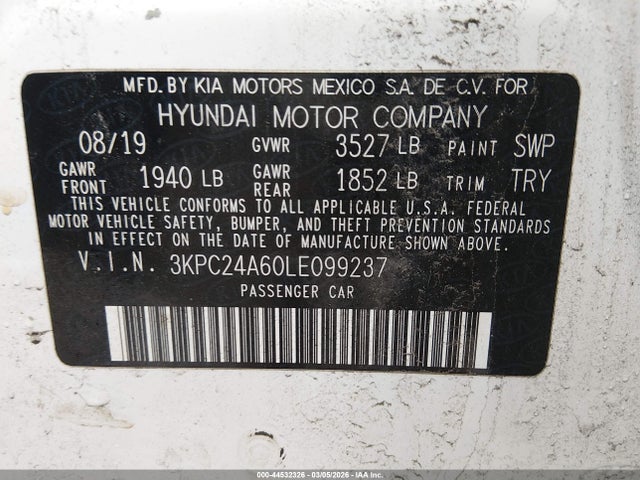 MFD. BY KIA MOTORS MEXICO S.A. DE C.V. FOR
HYUNDAI MOTOR COMPANY
08/19 GVWR 3527 LB PAINT SWP
GAWR FRONT 1940 LB GAWR REAR 1852 LB TRIM TRY
THIS VEHICLE CONFORMS TO ALL APPLICABLE U.S.A. FEDERAL
MOTOR VEHICLE SAFETY, BUMPER, AND THEFT PREVENTION STANDARDS
IN EFFECT ON THE DATE OF MANUFACTURE SHOWN ABOVE.
V.I.N. 3KPC24A60LE099237
PASSENGER CAR
000-44532326 - 03/05/2026 - IAAI.COM